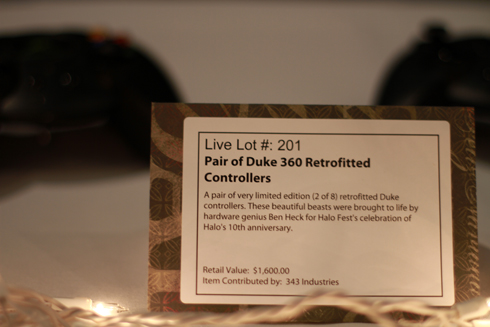 Live Lot #: 201
Pair of Duke 360 Retrofitted
Controllers
A pair of very limited edition (2 of 8) retrofitted Duke
controllers. These beautiful beasts were brought to life by
hardware genius Ben Heck for Halo Fest's celebration of
Halo's 10th anniversary.
Retail Value: $1,600.00
Item Contributed by: 343 Industries